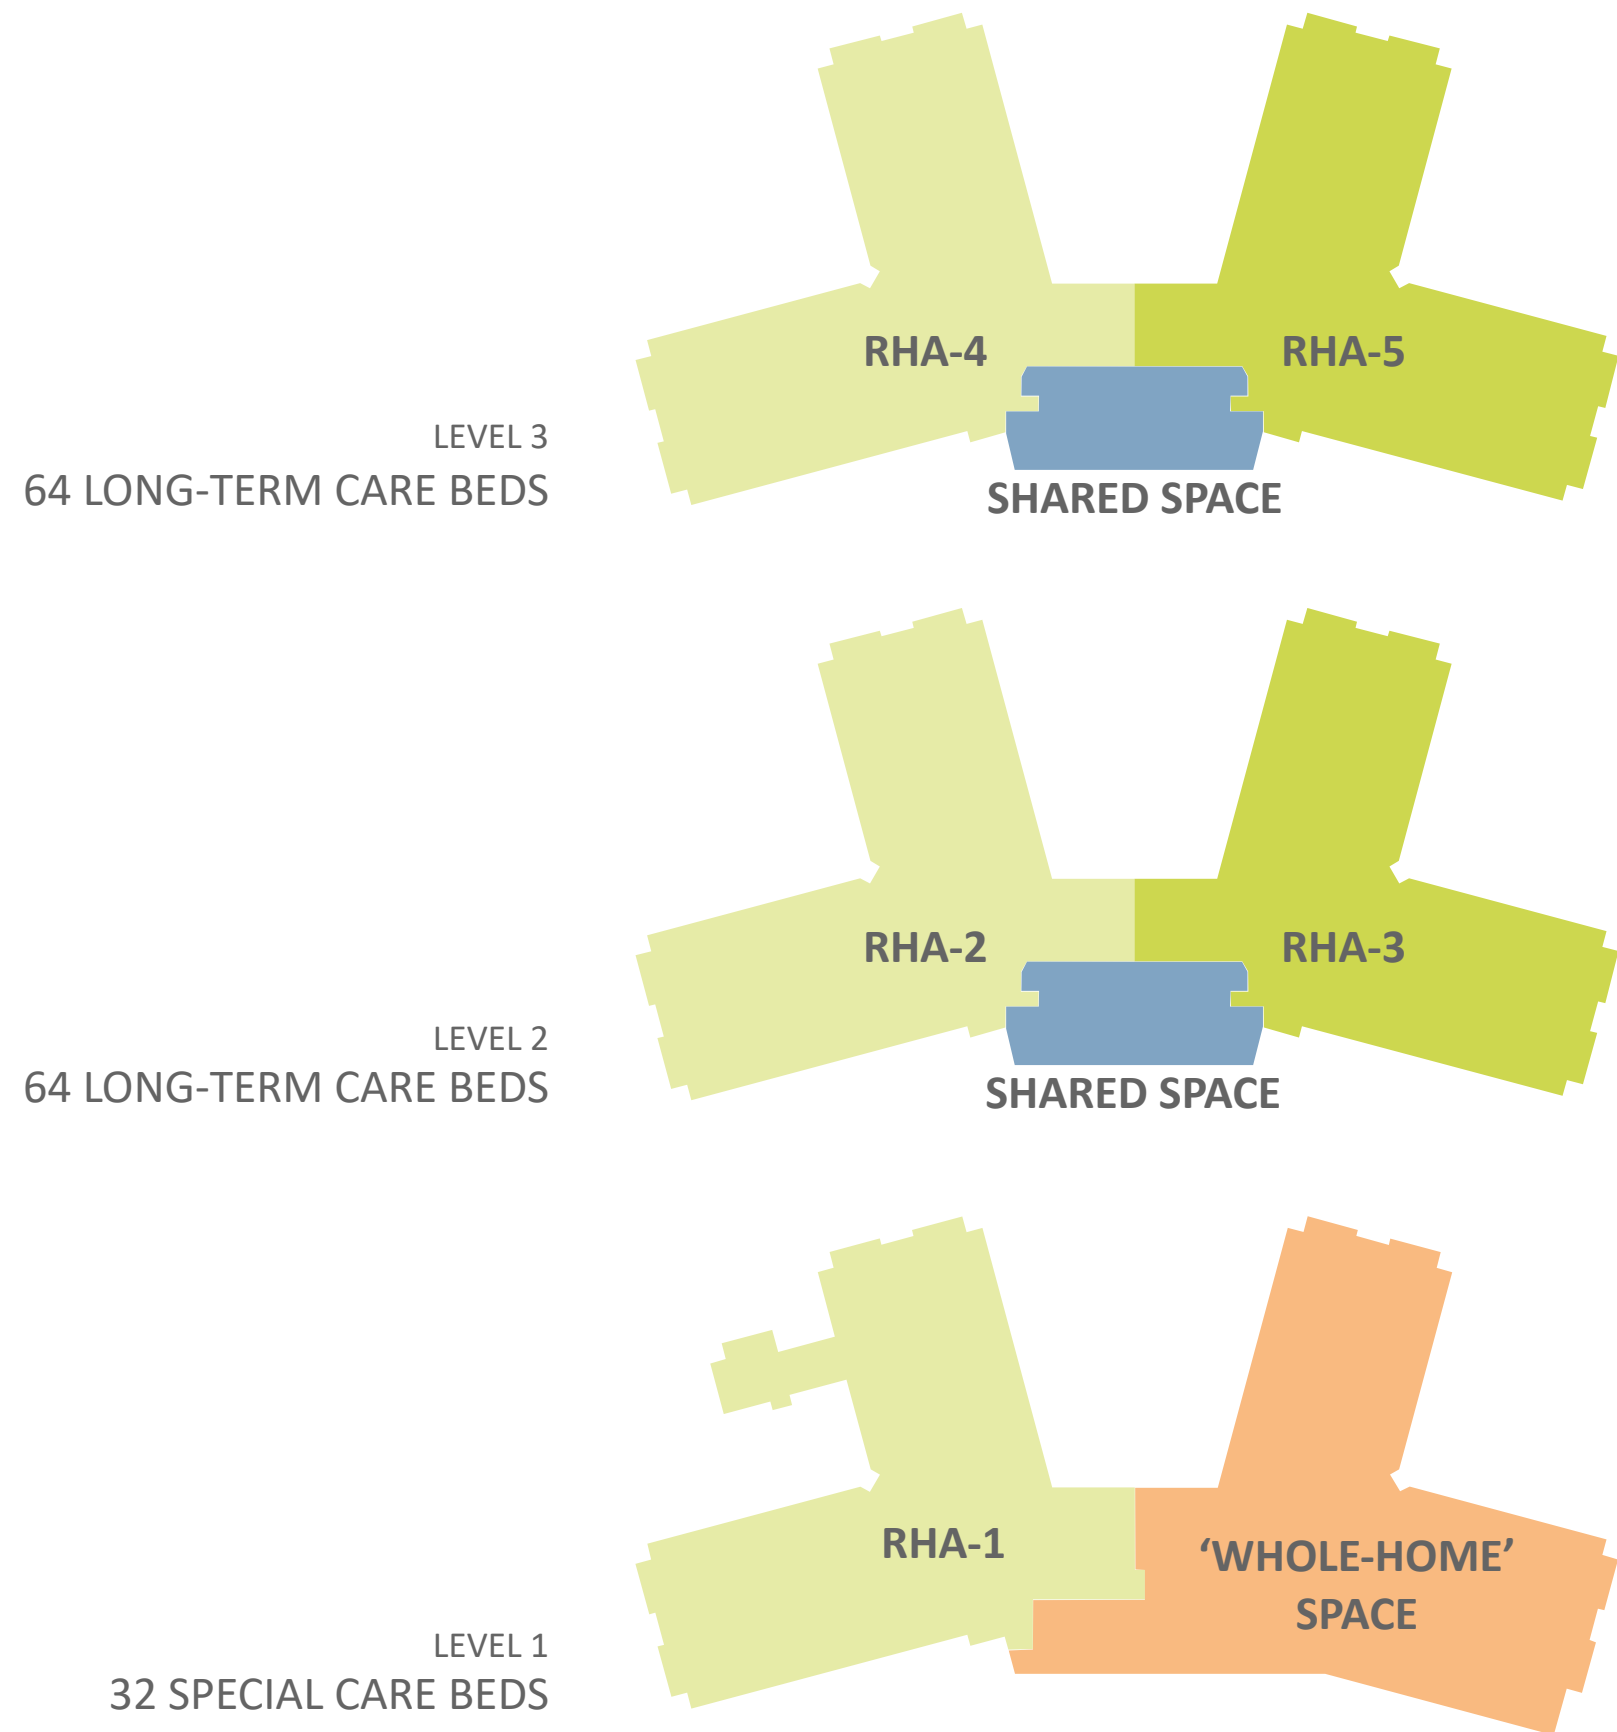 RHA-4
RHA-5
LEVEL 3
64 LONG-TERM CARE BEDS
SHARED SPACE
RHA-2
RHA-3
LEVEL 2
64 LONG-TERM CARE BEDS
SHARED SPACE
RHA-1
‘WHOLE-HOME’
SPACE
LEVEL 1
32 SPECIAL CARE BEDS